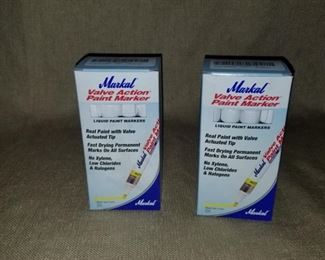 Markal
Valve Action
Paint Marker
LIQUID PAINT MARKERS
Real Paint with Valve
Actuated Tip
Fast Drying Permanent
Marks On All Surfaces
No Xylene,
Low Chlorides
& Halogens
Markal
Markal
Markal
Valve Action
Paint Marker
LIQUID PAINT MARKERS
Real Paint with Valve
Actuated Tip
Fast Drying Permanent
Marks On All Surfaces
No Xylene,
Low Chlorides
& Halogens
Markal
Markal